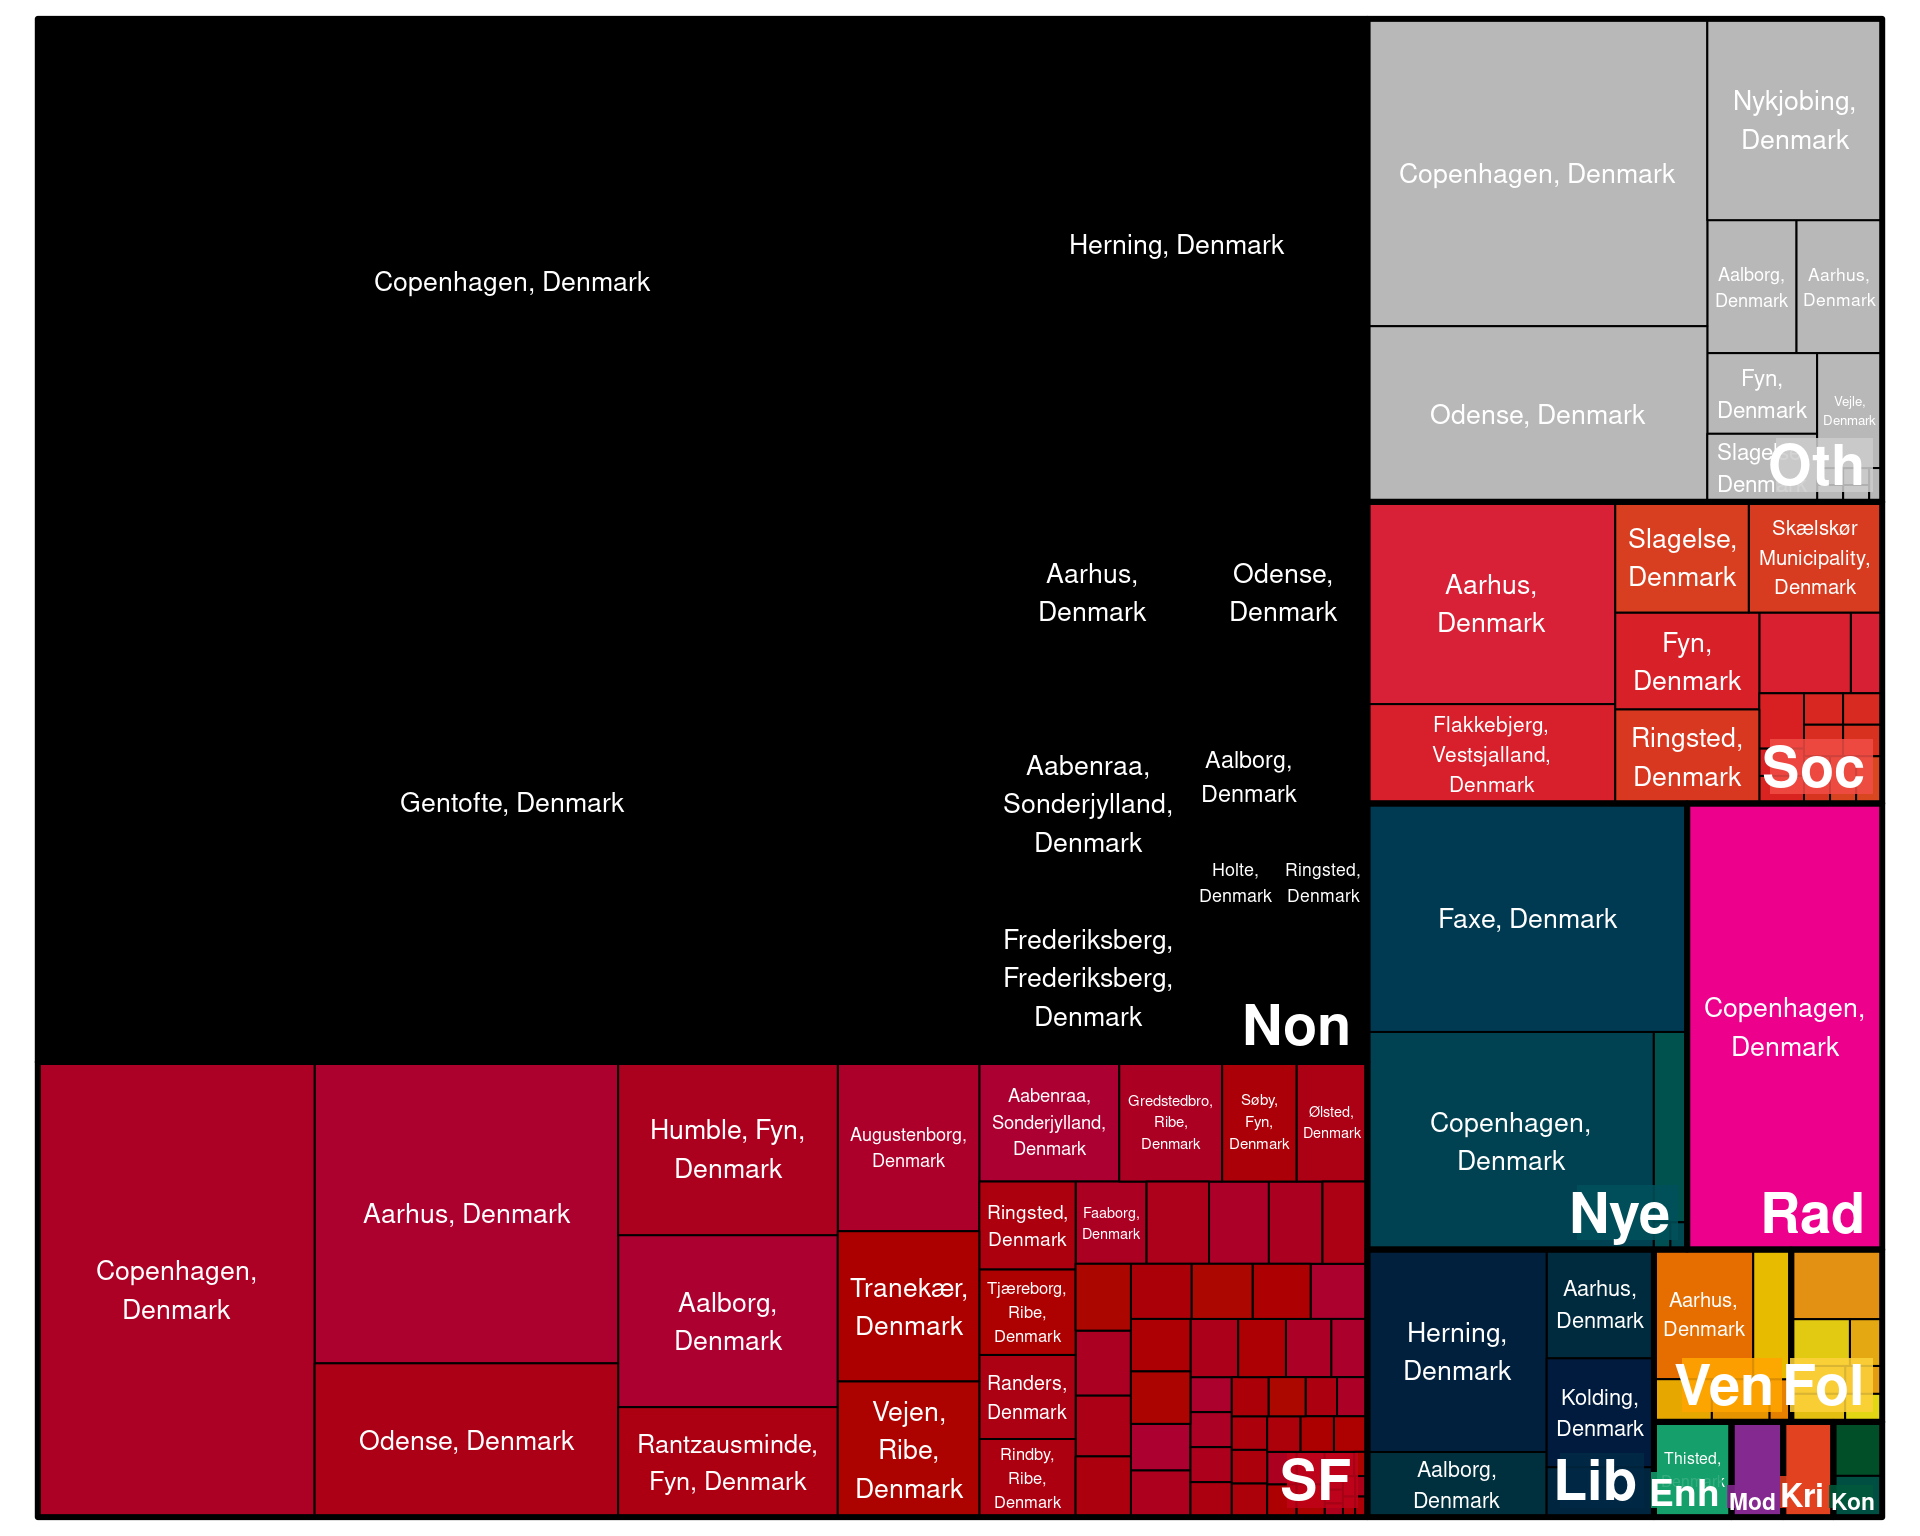 Copenhagen, Denmark
Herning, Denmark
Gentofte, Denmark
Aarhus,
Denmark
Odense,
Denmark
Aabenraa,
Sonderjylland,
Denmark
Aalborg,
Denmark
Holte,
Denmark
Ringsted,
Denmark
Frederiksberg,
Frederiksberg,
Denmark
Non
Copenhagen, Denmark
Nykjobing,
Denmark
Aalborg,
Denmark
Aarhus,
Denmark
Odense, Denmark
Fyn,
Denmark
Vejle,
Denmark
Slagelse,
Denmark
Oth
Aarhus,
Denmark
Slagelse,
Denmark
Skælskør
Municipality,
Denmark
Fyn,
Denmark
Flakkebjerg,
Vestsjalland,
Denmark
Ringsted,
Denmark
Soc
Faxe, Denmark
Copenhagen,
Denmark
Nye
Copenhagen,
Denmark
Rad
Copenhagen,
Denmark
Aarhus, Denmark
Odense, Denmark
Humble, Fyn,
Denmark
Aalborg,
Denmark
Rantzausminde,
Fyn, Denmark
Augustenborg,
Denmark
Tranekær,
Denmark
Vejen,
Ribe,
Denmark
Aabenraa,
Sonderjylland,
Denmark
Gredstedbro,
Ribe,
Denmark
Søby,
Fyn,
Denmark
Ølsted,
Denmark
Ringsted,
Denmark
Faaborg,
Denmark
Tjæreborg,
Ribe,
Denmark
Randers,
Denmark
Rindby,
Ribe,
Denmark
SF
Herning,
Denmark
Aarhus,
Denmark
Kolding,
Denmark
Aalborg,
Denmark
Lib
Aarhus,
Denmark
Ven
Fol
Thisted,
Denmark
Enh
Mod
Kri
Kon